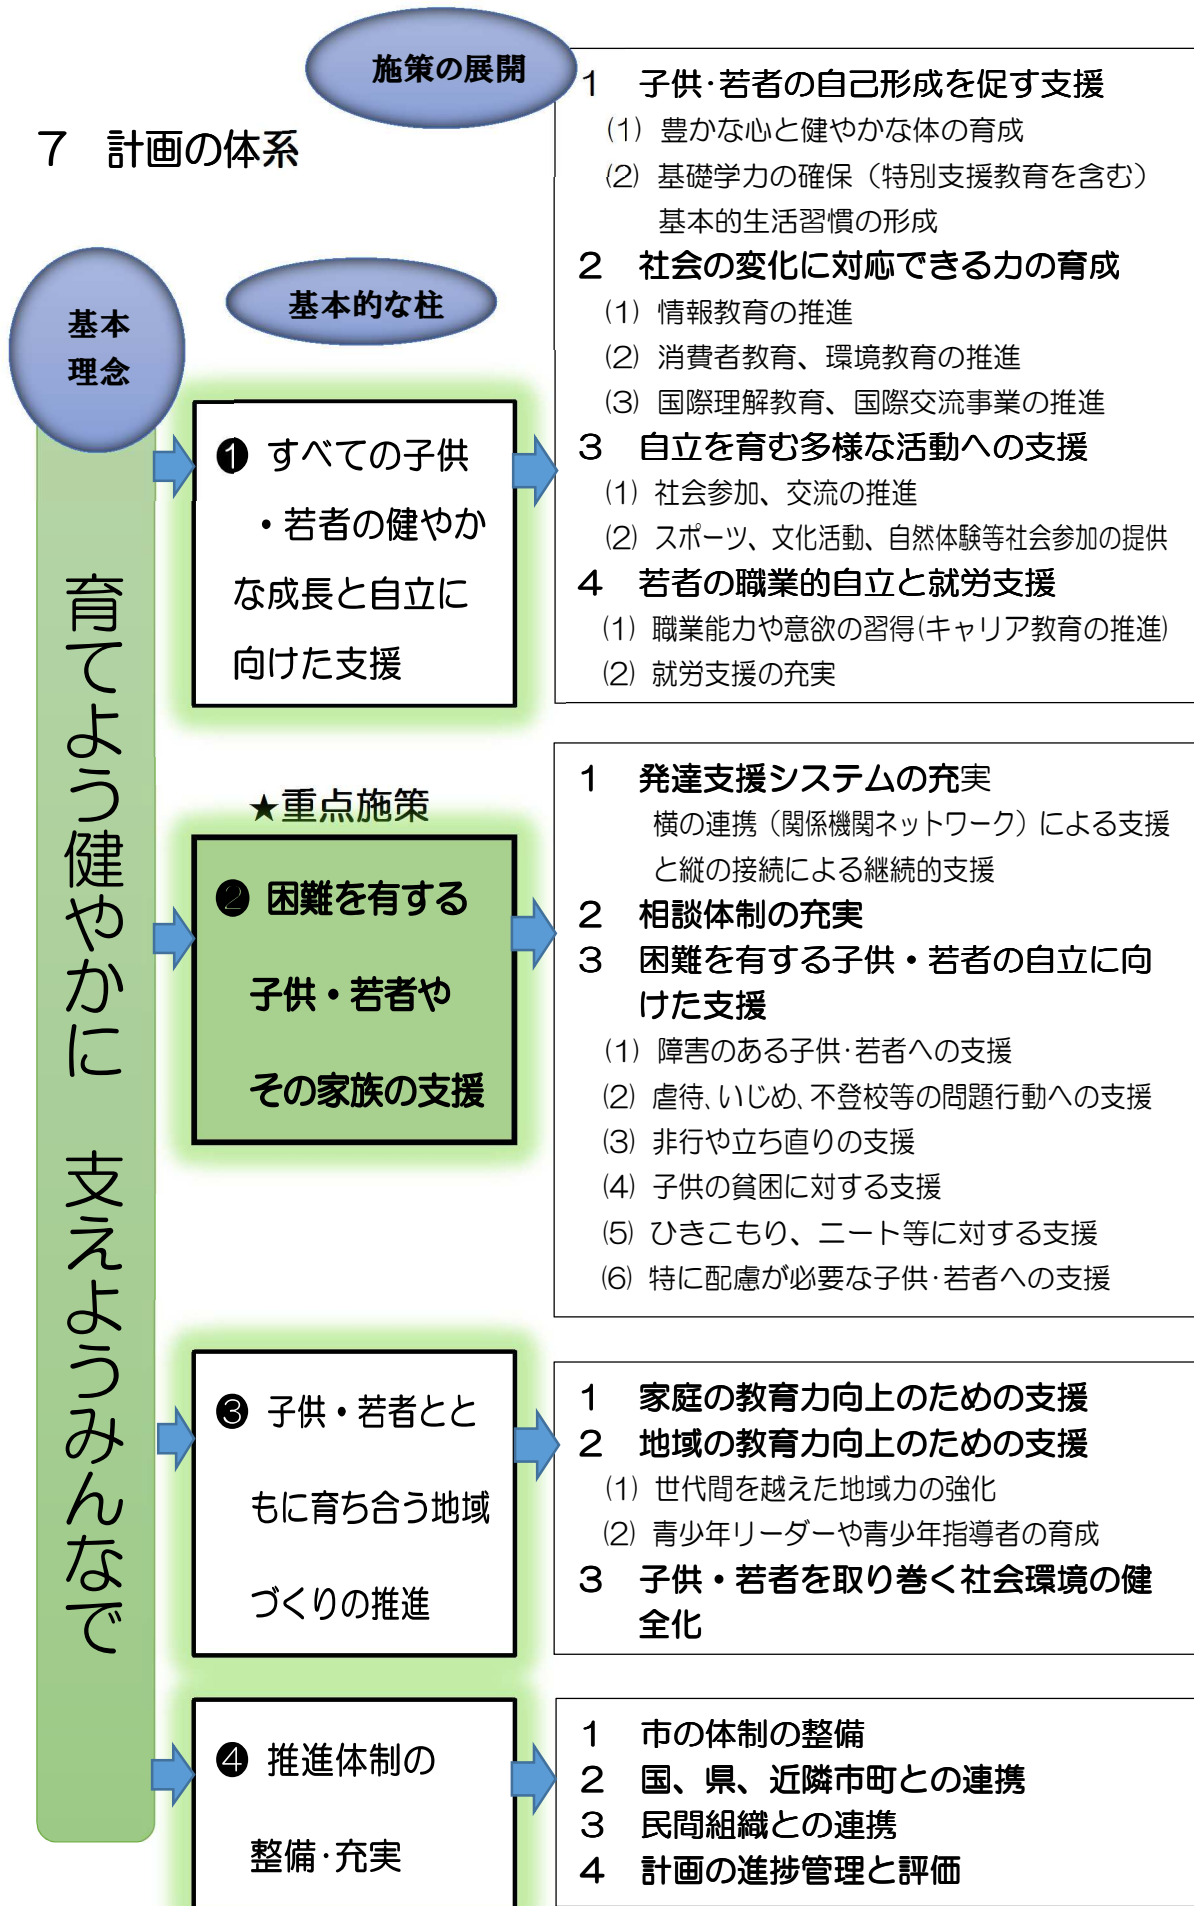 施策の展開
7 計画の体系
基本
理念
育てよう健やかに 支えようみんなで
基本的な柱
❶ すべての子供
・若者の健やか
な成長と自立に
向けた支援
1 子供・若者の自己形成を促す支援
(1) 豊かな心と健やかな体の育成
(2) 基礎学力の確保（特別支援教育を含む）
基本的生活習慣の形成
2 社会の変化に対応できる力の育成
(1) 情報教育の推進
(2) 消費者教育、環境教育の推進
(3) 国際理解教育、国際交流事業の推進
3 自立を育む多様な活動への支援
(1) 社会参加、交流の推進
(2) スポーツ、文化活動、自然体験等社会参加の提供
4 若者の職業的自立と就労支援
(1) 職業能力や意欲の習得(キャリア教育の推進)
(2) 就労支援の充実
★重点施策
❷ 困難を有する
子供・若者や
その家族の支援
1 発達支援システムの充実
横の連携（関係機関ネットワーク）による支援
と縦の接続による継続的支援
2 相談体制の充実
3 困難を有する子供・若者の自立に向
けた支援
(1) 障害のある子供・若者への支援
(2) 虐待、いじめ、不登校等の問題行動への支援
(3) 非行や立ち直りの支援
(4) 子供の貧困に対する支援
(5) ひきこもり、ニート等に対する支援
(6) 特に配慮が必要な子供・若者への支援
❸ 子供・若者とと
もに育ち合う地域
づくりの推進
1 家庭の教育力向上のための支援
2 地域の教育力向上のための支援
(1) 世代間を越えた地域力の強化
(2) 青少年リーダーや青少年指導者の育成
3 子供・若者を取り巻く社会環境の健
全化
❹ 推進体制の
整備・充実
1 市の体制の整備
2 国、県、近隣市町との連携
3 民間組織との連携
4 計画の進捗管理と評価